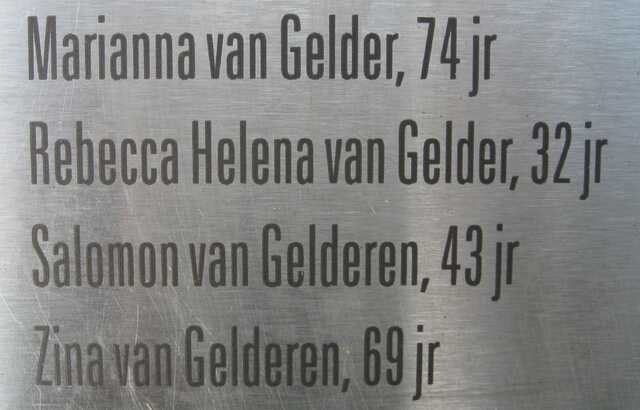 Marianna van Gelder, 74 jr
Rebecca Helena van Gelder, 32 jr
Salomon van Gelderen, 43 jr
Zina van Gelderen, 69 jr